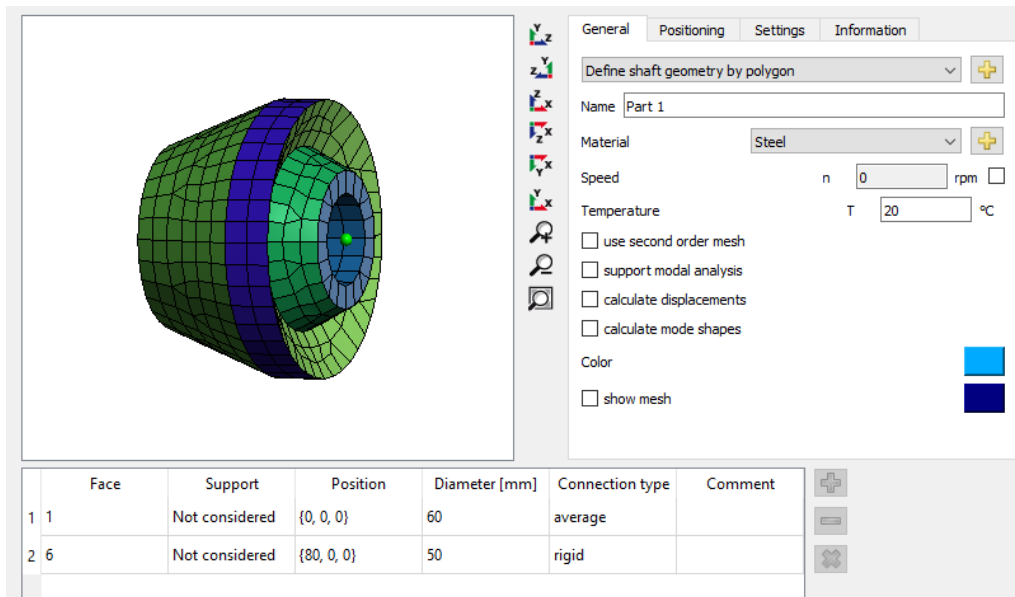 General Positioning Settings Information
Define shaft geometry by polygon
Name Part 1
Material Steel
Speed n 0 rpm
Temperature T 20 ºC
use second order mesh
support modal analysis
calculate displacements
calculate mode shapes
Color
show mesh
Y Z
Z Y
Z X
X Z
X Y
Y X
Face Support Position Diameter [mm] Connection type Comment
1 1 Not considered {0, 0, 0} 60 average
2 6 Not considered {80, 0, 0} 50 rigid